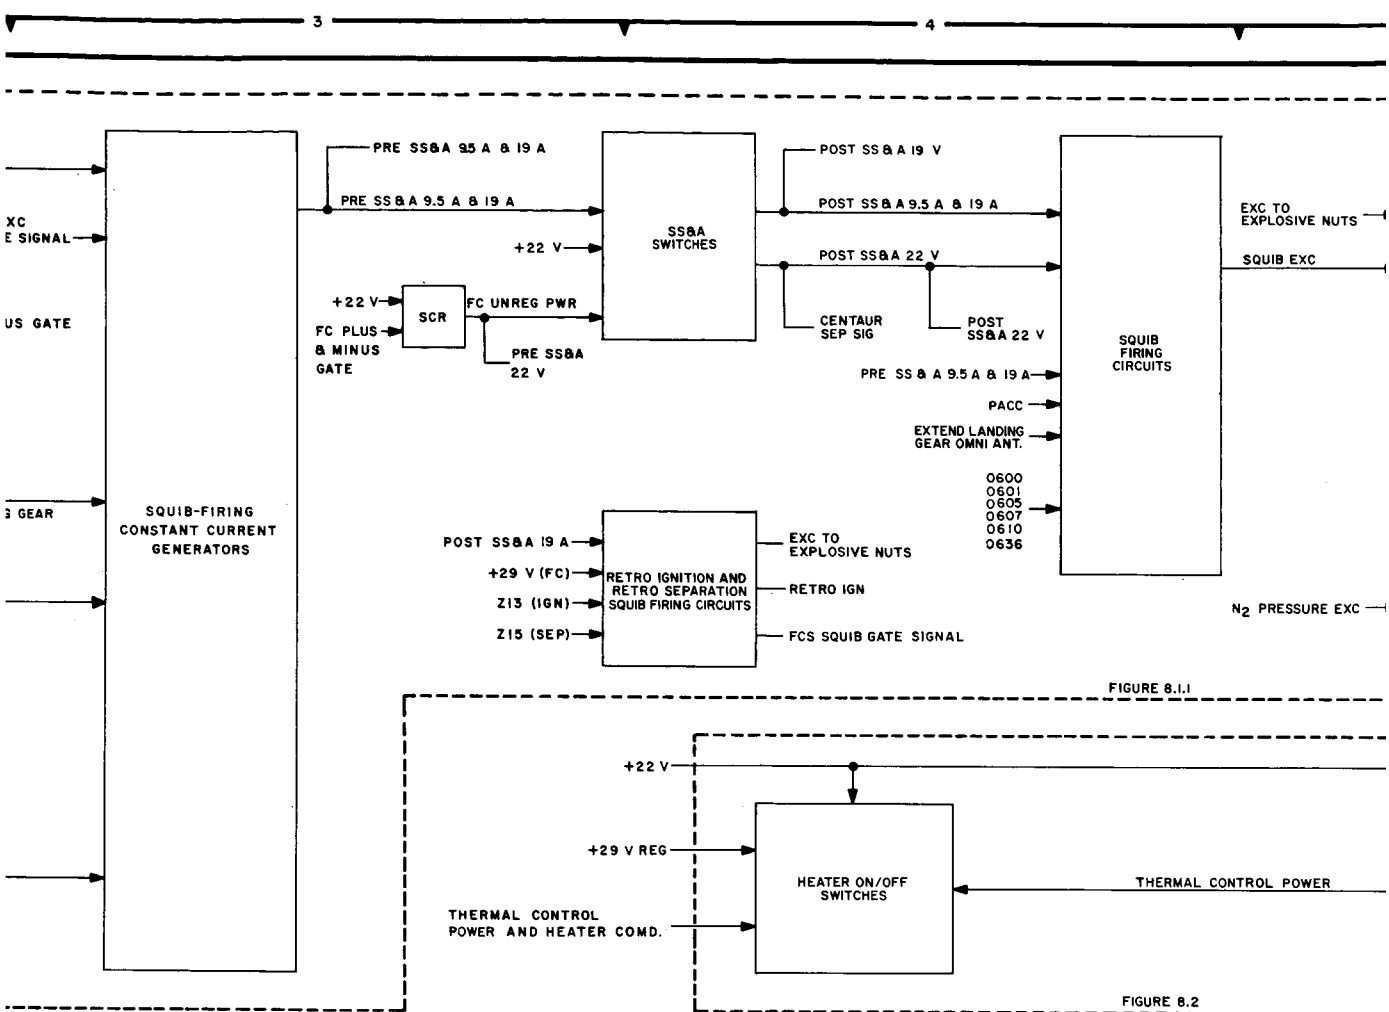 3
4
XC
E SIGNAL
US GATE
G GEAR
SQUIB-FIRING
CONSTANT CURRENT
GENERATORS
PRE SS&A 9.5 A & 19 A
PRE SS & A 9.5 A & 19 A
+22 V
+22 V
FC PLUS
& MINUS
GATE
SCR
FC UNREG PWR
PRE SS&A
22 V
SS&A
SWITCHES
POST SS & A 19 V
POST SS & A 9.5 A & 19 A
POST SS & A 22 V
CENTAUR
SEP SIG
POST
SS&A 22 V
PRE SS & A 9.5 A & 19 A
PACC
EXTEND LANDING
GEAR OMNI ANT.
0600
0601
0605
0607
0610
0636
SQUIB
FIRING
CIRCUITS
EXC TO
EXPLOSIVE NUTS
SQUIB EXC
N2 PRESSURE EXC
POST SS&A 19 A
+29 V (FC)
Z13 (IGN)
Z15 (SEP)
RETRO IGNITION AND
RETRO SEPARATION
SQUIB FIRING CIRCUITS
EXC TO
EXPLOSIVE NUTS
RETRO IGN
FCS SQUIB GATE SIGNAL
FIGURE 8.1.1
+22 V
+29 V REG
THERMAL CONTROL
POWER AND HEATER COMD.
HEATER ON/OFF
SWITCHES
THERMAL CONTROL POWER
FIGURE 8.2